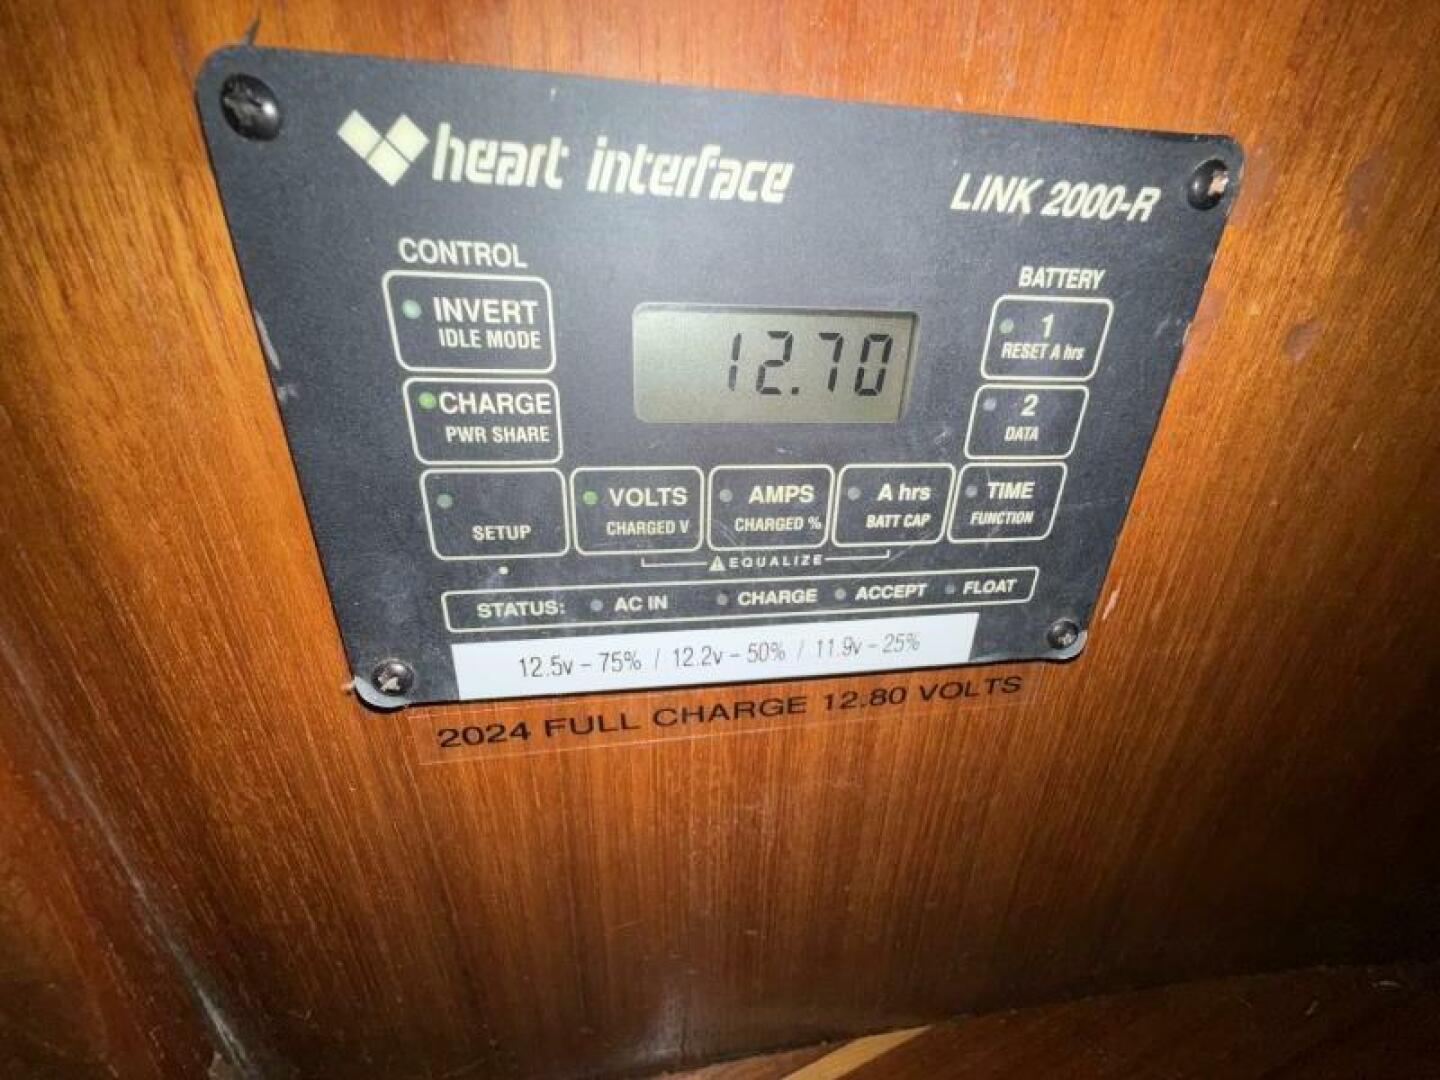 heart interface
LINK 2000-R
CONTROL
BATTERY
INVERT
IDLE MODE
12.70
1
RESET A hrs
CHARGE
PWR SHARE
2
DATA
SETUP
VOLTS
CHARGED V
AMPS
CHARGED %
A hrs
BATT CAP
TIME
FUNCTION
EQUALIZE
STATUS: AC IN CHARGE ACCEPT FLOAT
12.5v - 75% / 12.2v - 50% / 11.9v - 25%
2024 FULL CHARGE 12.80 VOLTS